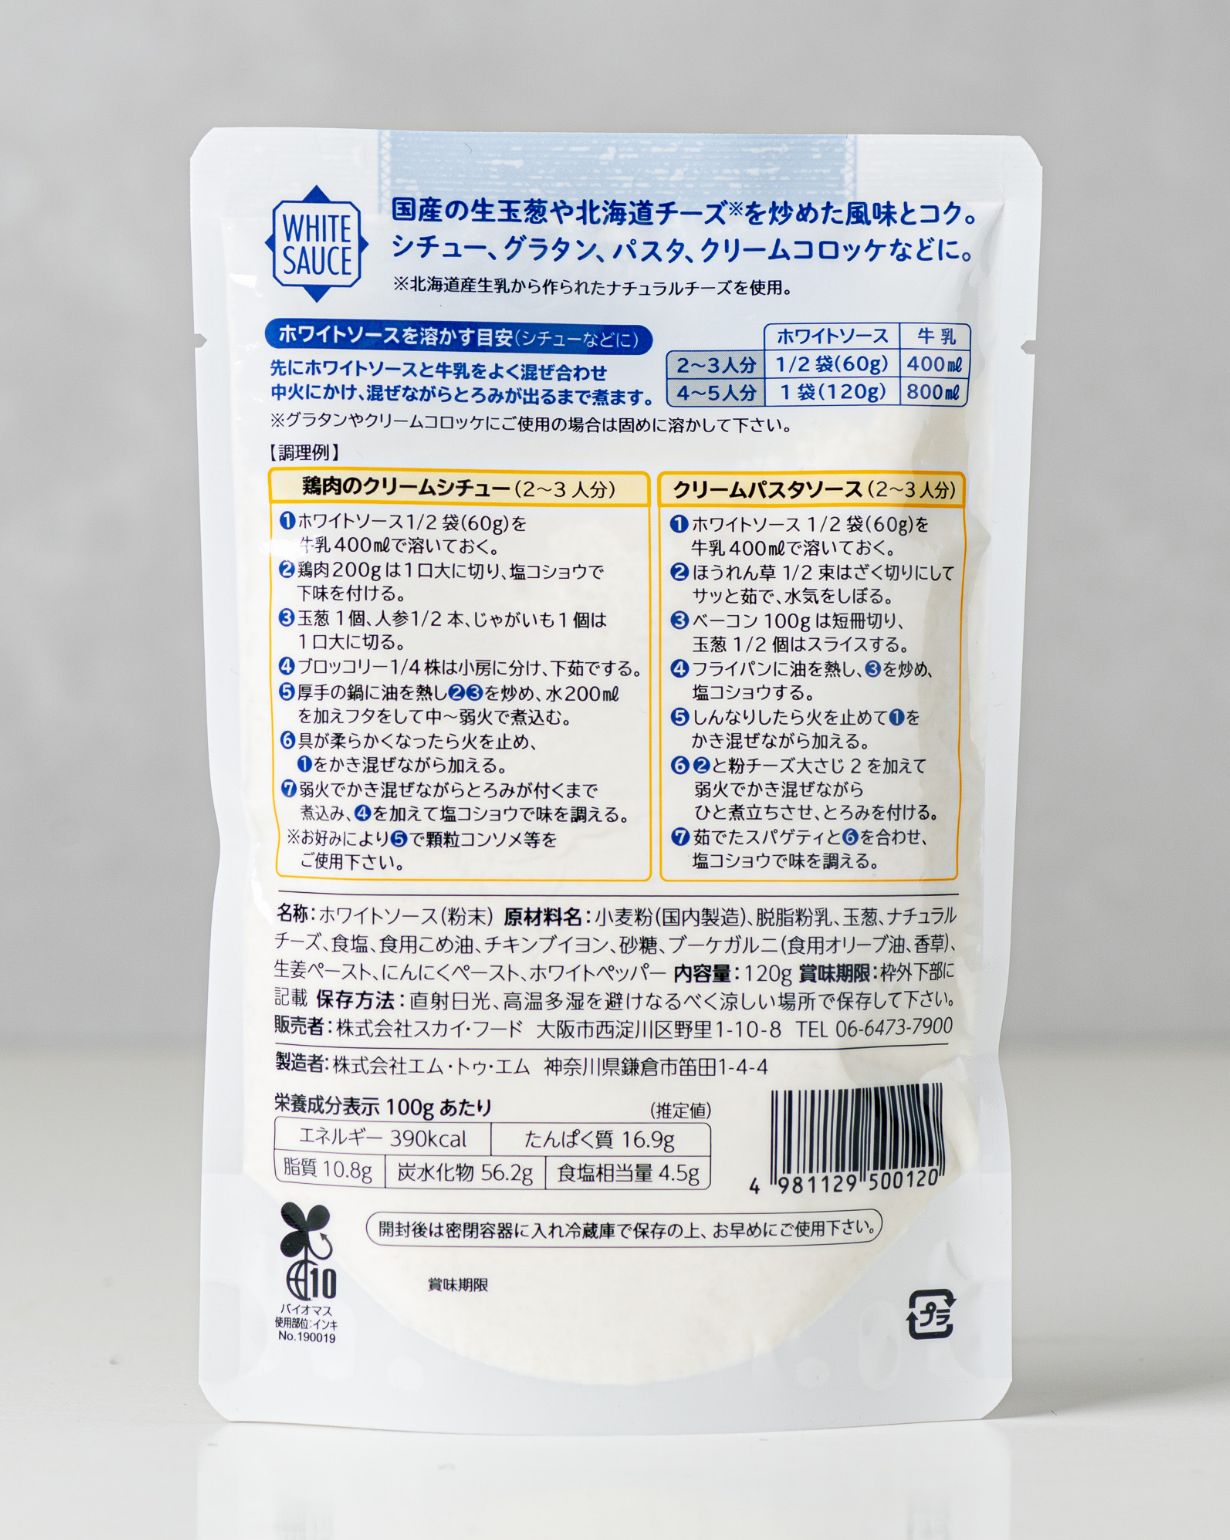 WHITE
SAUCE
国産の生玉葱や北海道チーズ※を炒めた風味とコク。
シチュー、グラタン、パスタ、クリームコロッケなどに。
※北海道産生乳から作られたナチュラルチーズを使用。
ホワイトソースを溶かす目安(シチューなどに)
先にホワイトソースと牛乳をよく混ぜ合わせ
中火にかけ、混ぜながらとろみが出るまで煮ます。
ホワイトソース 牛乳
2〜3人分 1/2袋(60g) 400㎖
4〜5人分 1袋(120g) 800㎖
※グラタンやクリームコロッケにご使用の場合は固めに溶かして下さい。
【調理例】
鶏肉のクリームシチュー(2〜3人分)
❶ホワイトソース1/2袋(60g)を
牛乳400㎖で溶いておく。
❷鶏肉200gは1口大に切り、塩コショウで
下味を付ける。
❸玉葱1個、人参1/2本、じゃがいも1個は
1口大に切る。
❹ブロッコリー1/4株は小房に分け、下茹でする。
❺厚手の鍋に油を熱し❷❸を炒め、水200㎖
を加えフタをして中〜弱火で煮込む。
❻具が柔らかくなったら火を止め、
❶をかき混ぜながら加える。
❼弱火でかき混ぜながらとろみが付くまで
煮込み、❹を加えて塩コショウで味を調える。
※お好みにより❺で顆粒コンソメ等を
ご使用下さい。
クリームパスタソース(2〜3人分)
❶ホワイトソース1/2袋(60g)を
牛乳400㎖で溶いておく。
❷ほうれん草1/2束はざく切りにして
サッと茹で、水気をしぼる。
❸ベーコン100gは短冊切り、
玉葱1/2個はスライスする。
❹フライパンに油を熱し、❸を炒め、
塩コショウする。
❺しんなりしたら火を止めて❶を
かき混ぜながら加える。
❻❷と粉チーズ大さじ2を加えて
弱火でかき混ぜながら
ひと煮立ちさせ、とろみを付ける。
❼茹でたスパゲティと❻を合わせ、
塩コショウで味を調える。
名称:ホワイトソース(粉末) 原材料名:小麦粉(国内製造)、脱脂粉乳、玉葱、ナチュラル
チーズ、食塩、食用こめ油、チキンブイヨン、砂糖、ブーケガルニ(食用オリーブ油、香草)、
生姜ペースト、にんにくペースト、ホワイトペッパー 内容量:120g 賞味期限:枠外下部に
記載 保存方法:直射日光、高温多湿を避けなるべく涼しい場所で保存して下さい。
販売者:株式会社スカイ・フード 大阪市西淀川区野里1-10-8 TEL 06-6473-7900
製造者:株式会社エム・トゥ・エム 神奈川県鎌倉市笛田1-4-4
栄養成分表示 100gあたり (推定値)
エネルギー 390kcal たんぱく質 16.9g
脂質 10.8g 炭水化物 56.2g 食塩相当量 4.5g
4 981129 500120
開封後は密閉容器に入れ冷蔵庫で保存の上、お早めにご使用下さい。
10
バイオマス
使用部位:インキ
No.190019
賞味期限
プラ